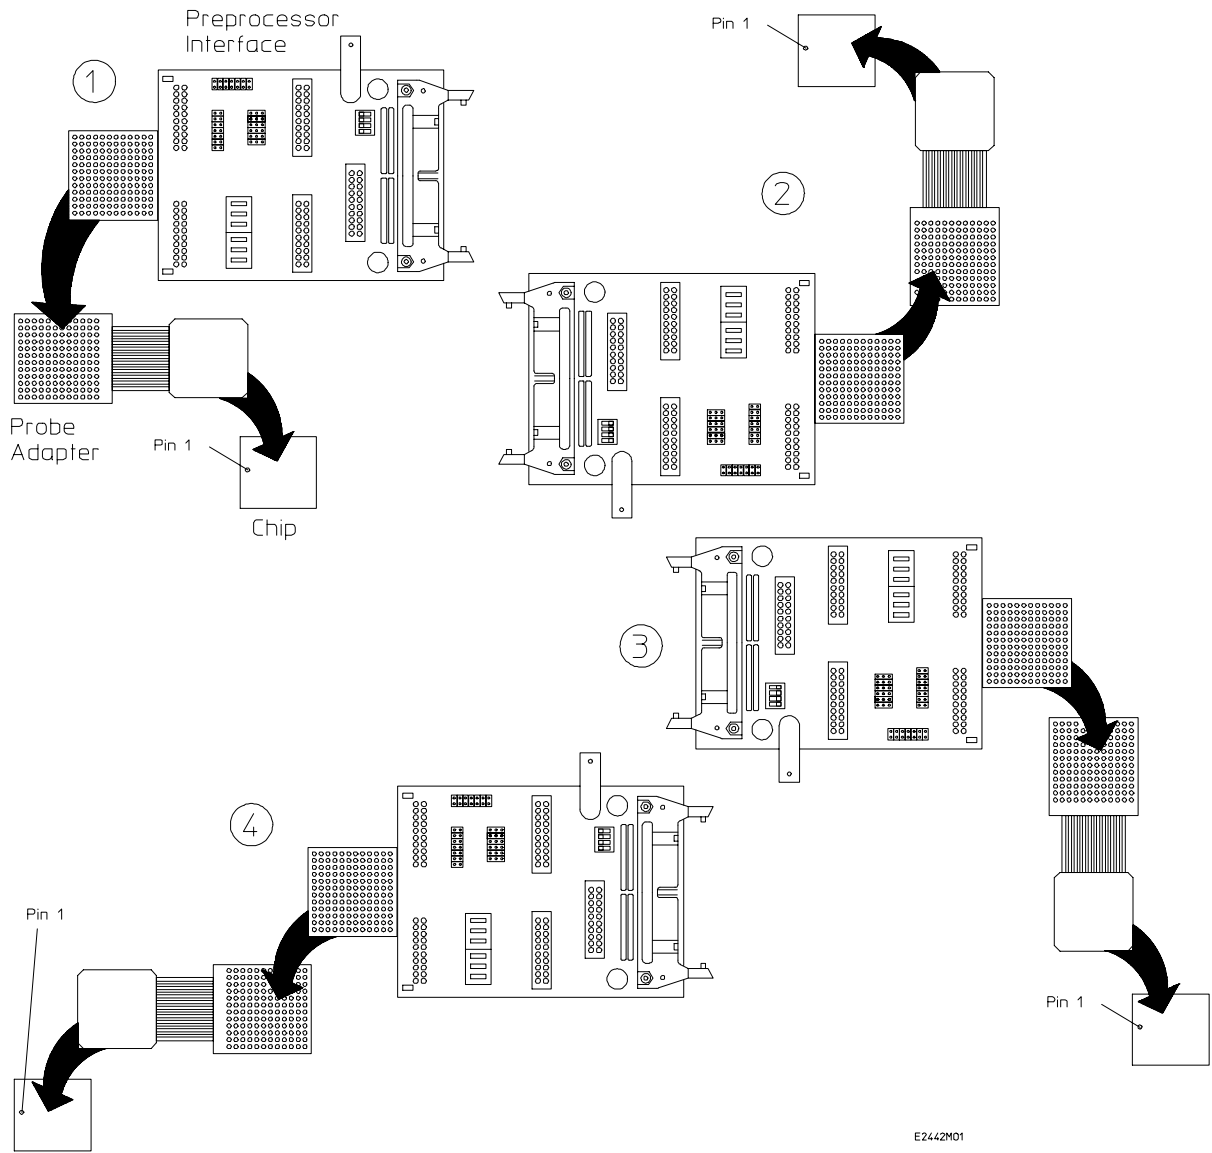 Preprocessor
Interface
1
Pin 1
2
Probe
Adapter
Pin 1
Chip
3
4
Pin 1
Pin 1
E2442M01